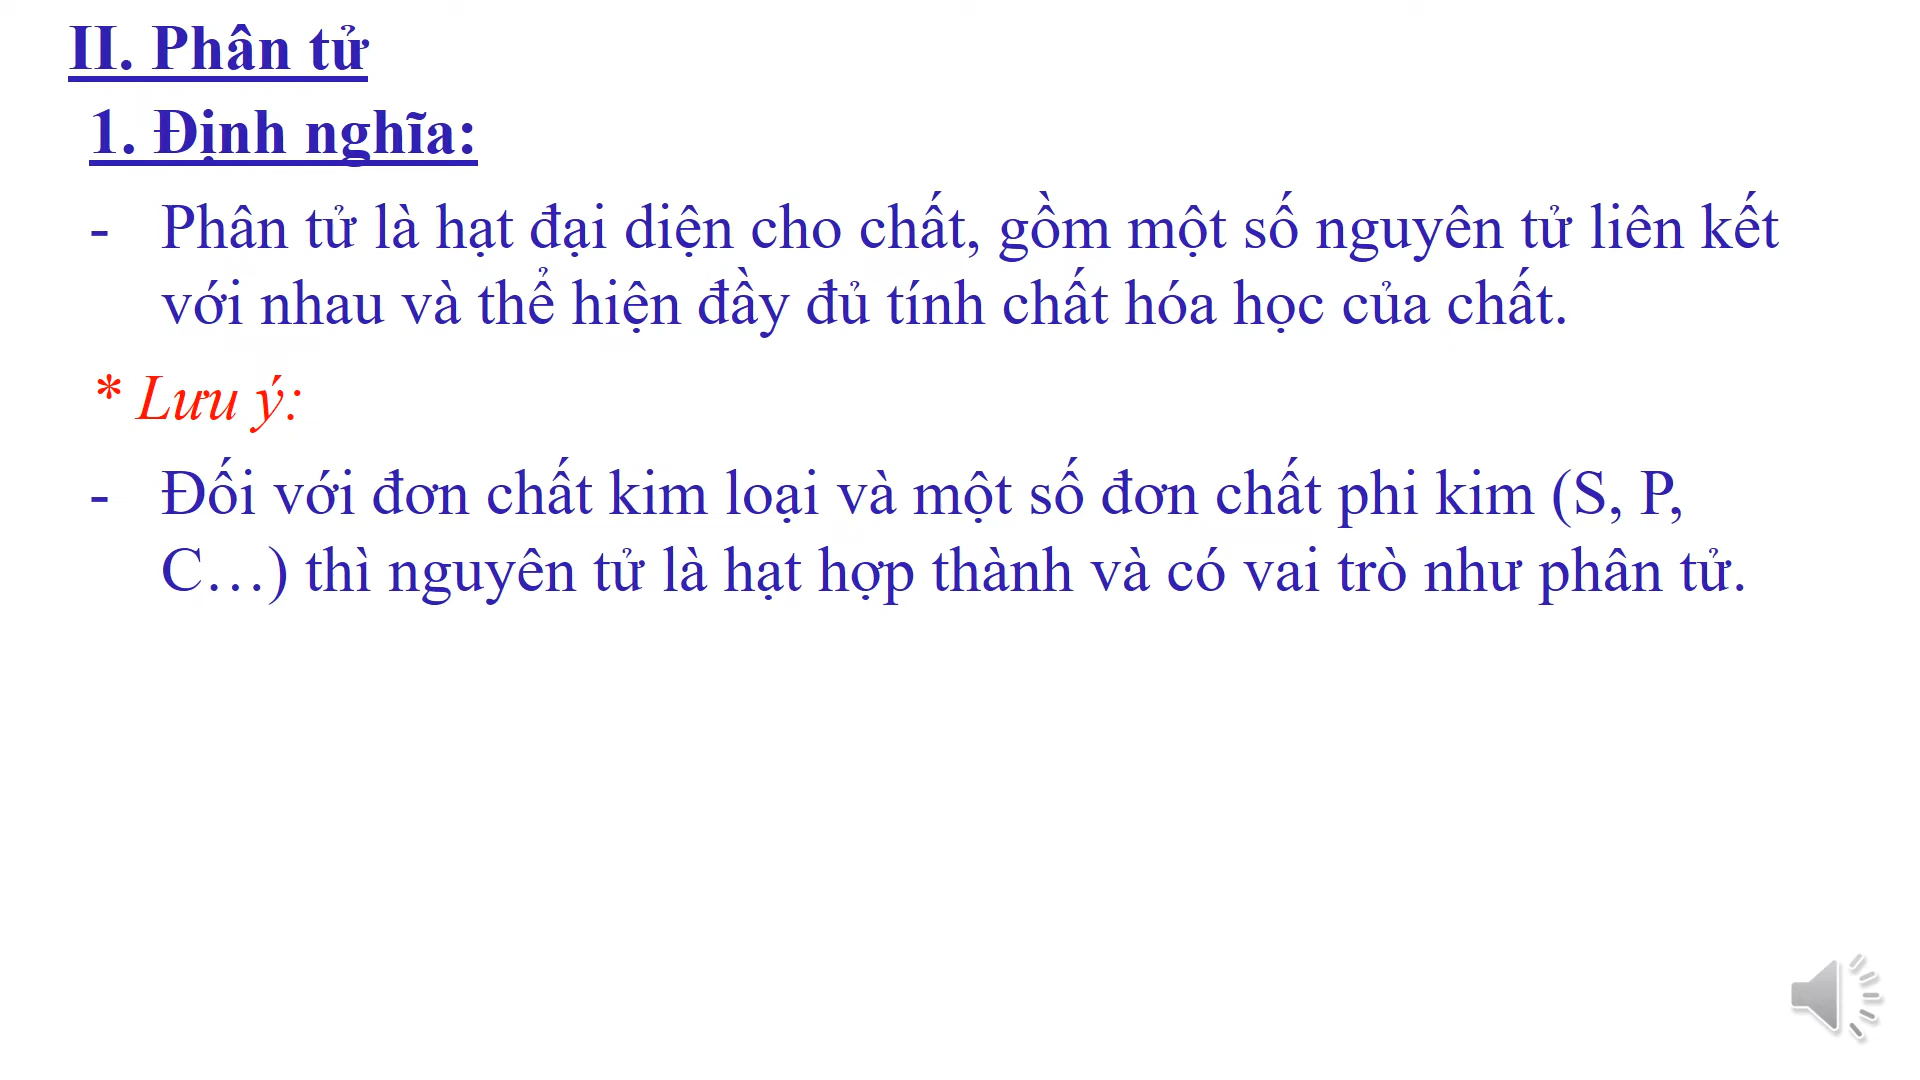 II. Phân tử
1. Định nghĩa:
- Phân tử là hạt đại diện cho chất, gồm một số nguyên tử liên kết
với nhau và thể hiện đầy đủ tính chất hóa học của chất.
* Lưu ý:
- Đối với đơn chất kim loại và một số đơn chất phi kim (S, P,
C…) thì nguyên tử là hạt hợp thành và có vai trò như phân tử.